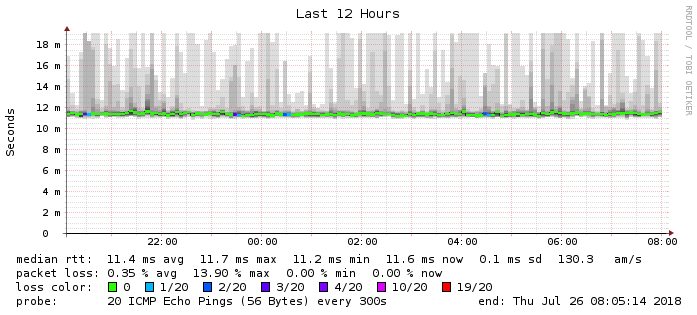 Last 12 Hours
RRDTOOL / TOBI OETIKER
Seconds
18 m
16 m
14 m
12 m
10 m
8 m
6 m
4 m
2 m
0
22:00 00:00 02:00 04:00 06:00 08:00
median rtt: 11.4 ms avg 11.7 ms max 11.2 ms min 11.6 ms now 0.1 ms sd 130.3 am/s
packet loss: 0.35 % avg 13.90 % max 0.00 % min 0.00 % now
loss color: 0 1/20 2/20 3/20 4/20 10/20 19/20
probe: 20 ICMP Echo Pings (56 Bytes) every 300s end: Thu Jul 26 08:05:14 2018